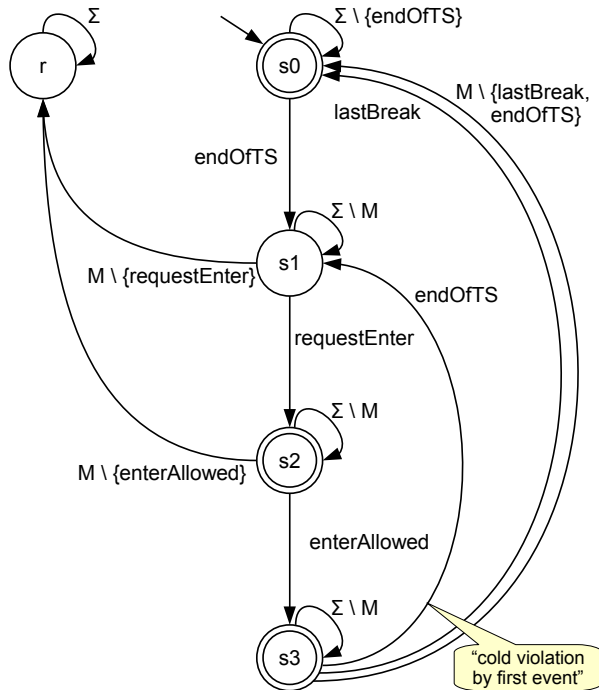 Σ
Σ \ {endOfTS}
r
s0
M \ {lastBreak,
endOfTS}
lastBreak
endOfTS
Σ \ M
s1
M \ {requestEnter}
endOfTS
requestEnter
Σ \ M
s2
M \ {enterAllowed}
enterAllowed
Σ \ M
s3
“cold violation
by first event”